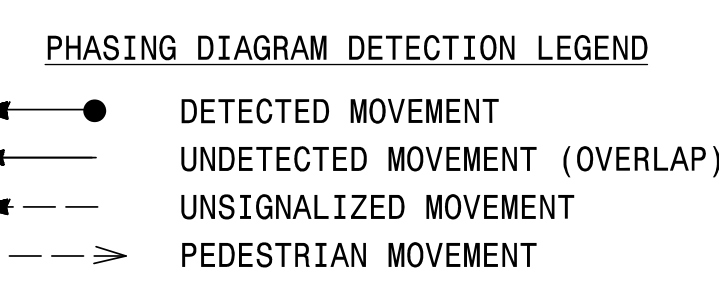 PHASING DIAGRAM DETECTION LEGEND
DETECTED MOVEMENT
UNDETECTED MOVEMENT (OVERLAP)
UNSIGNALIZED MOVEMENT
PEDESTRIAN MOVEMENT